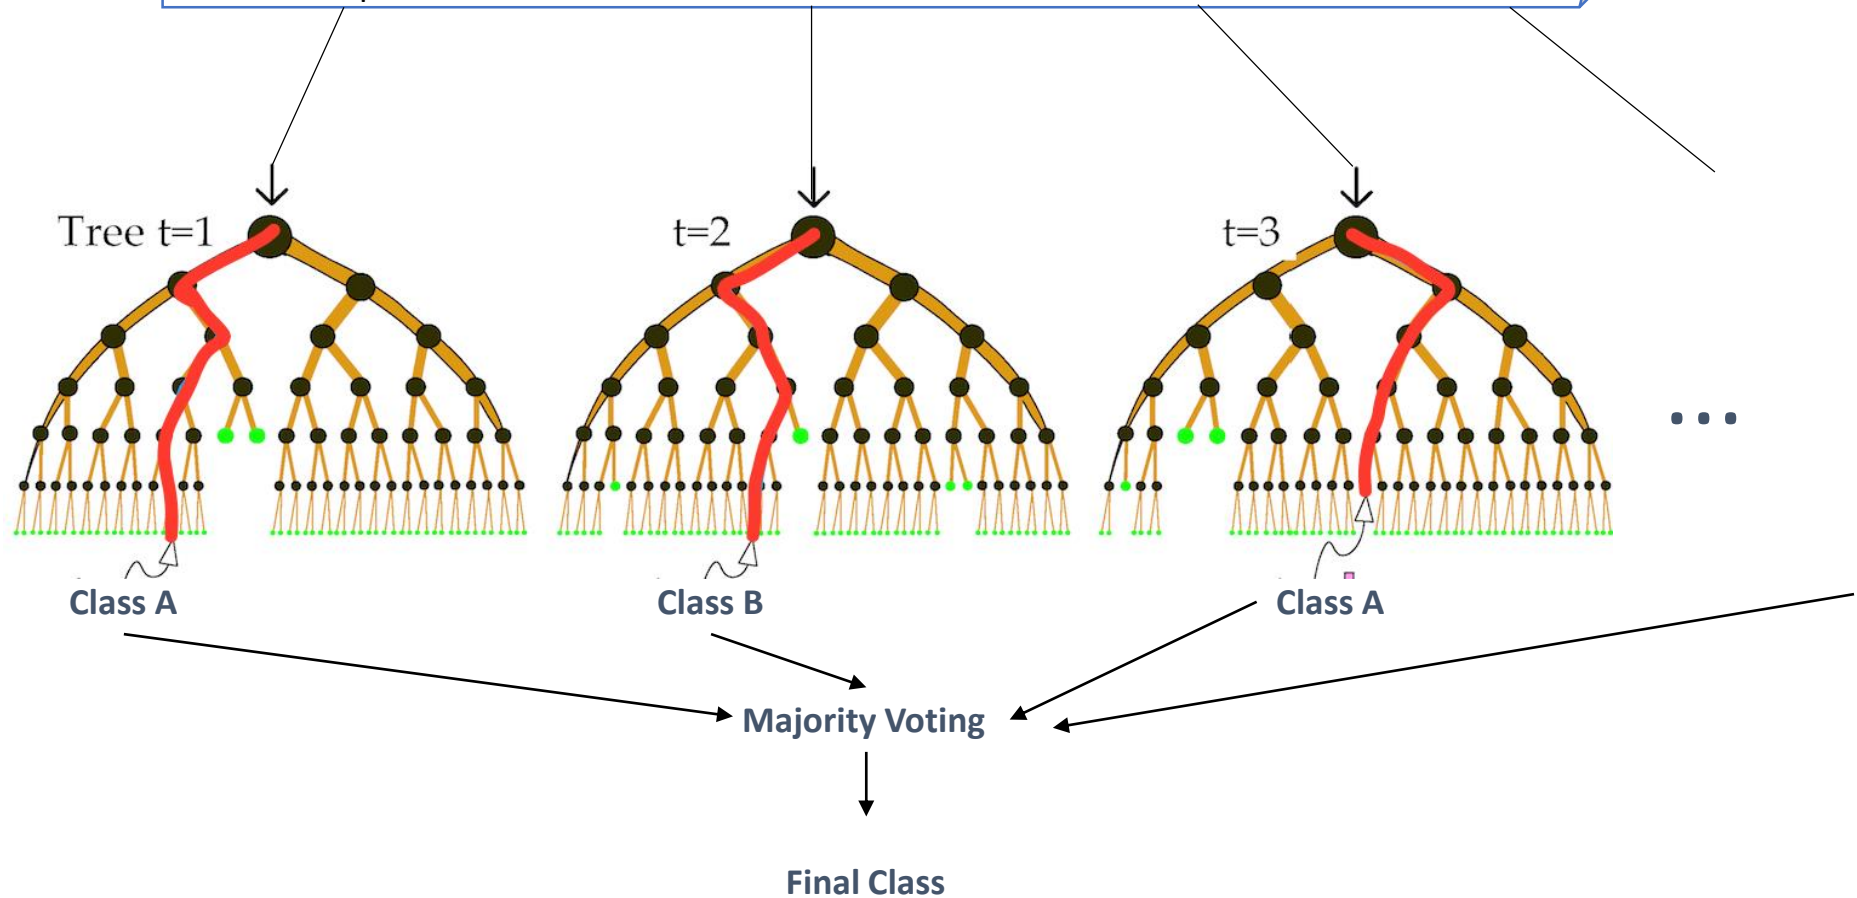 Tree t=1
t=2
t=3
...
Class A
Class B
Class A
Majority Voting
Final Class